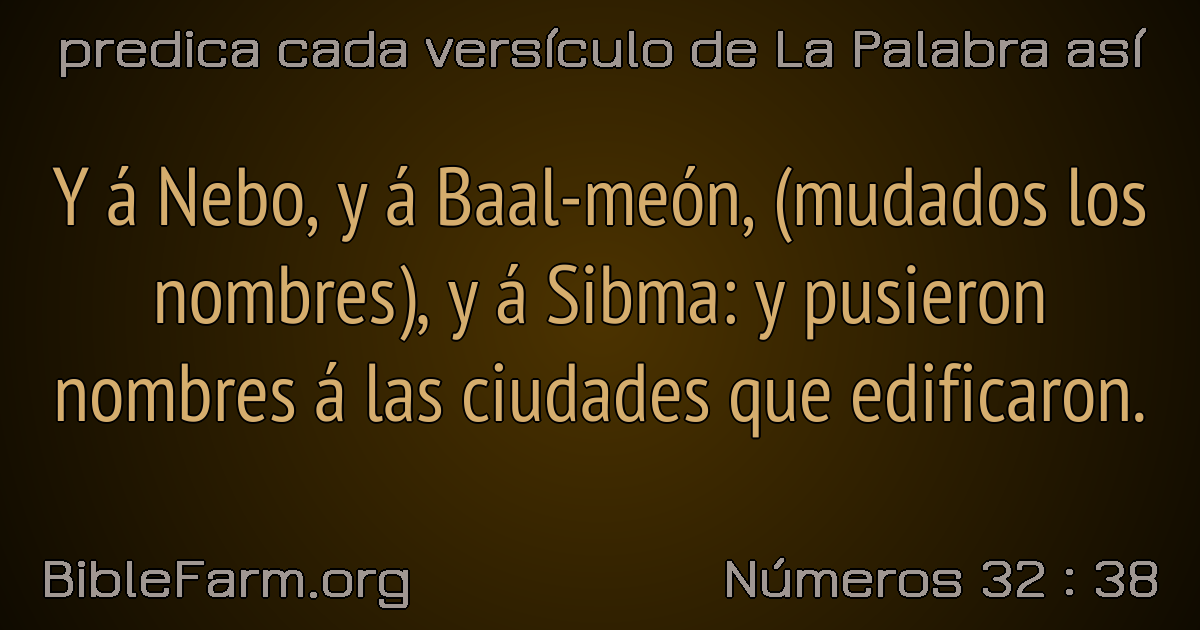 predica cada versículo de La Palabra así
Y á Nebo, y á Baal-meón, (mudados los
nombres), y á Sibma: y pusieron
nombres á las ciudades que edificaron.
BibleFarm.org
Números 32 : 38